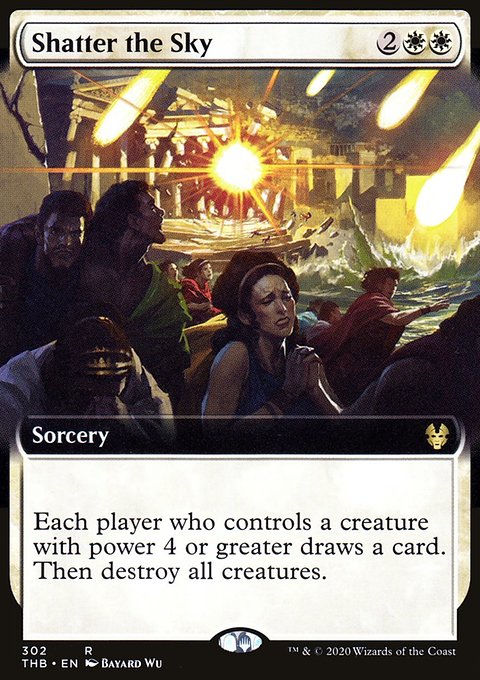 Shatter the Sky 2
Sorcery
Each player who controls a creature
with power 4 or greater draws a card.
Then destroy all creatures.
302 R
THB • EN Bayard Wu
™ & © 2020 Wizards of the Coast